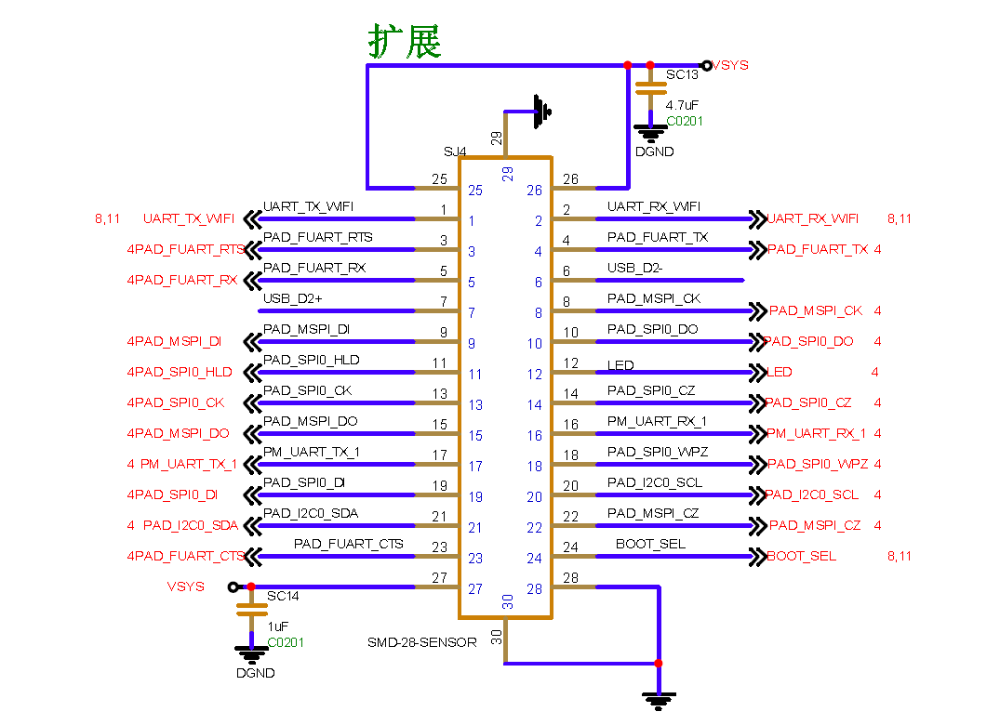 扩展
VSYS
SC13
4.7uF
C0201
DGND
29
SJ4
29
25 25 26 26
8,11 UART_TX_WIFI UART_TX_WIFI 1 1 2 2 UART_RX_WIFI UART_RX_WIFI 8,11
4PAD_FUART_RTS PAD_FUART_RTS 3 3 4 4 PAD_FUART_TX PAD_FUART_TX 4
4PAD_FUART_RX PAD_FUART_RX 5 5 6 6 USB_D2-
USB_D2+ 7 7 8 8 PAD_MSPI_CK PAD_MSPI_CK 4
4PAD_MSPI_DI PAD_MSPI_DI 9 9 10 10 PAD_SPI0_DO PAD_SPI0_DO 4
4PAD_SPI0_HLD PAD_SPI0_HLD 11 11 12 12 LED LED 4
4PAD_SPI0_CK PAD_SPI0_CK 13 13 14 14 PAD_SPI0_CZ PAD_SPI0_CZ 4
4PAD_MSPI_DO PAD_MSPI_DO 15 15 16 16 PM_UART_RX_1 PM_UART_RX_1 4
4 PM_UART_TX_1 PM_UART_TX_1 17 17 18 18 PAD_SPI0_WPZ PAD_SPI0_WPZ 4
4PAD_SPI0_DI PAD_SPI0_DI 19 19 20 20 PAD_I2C0_SCL PAD_I2C0_SCL 4
4 PAD_I2C0_SDA PAD_I2C0_SDA 21 21 22 22 PAD_MSPI_CZ PAD_MSPI_CZ 4
4PAD_FUART_CTS PAD_FUART_CTS 23 23 24 24 BOOT_SEL BOOT_SEL 8,11
VSYS 27 27 28 28
SC14
30
1uF
C0201
30
SMD-28-SENSOR
DGND